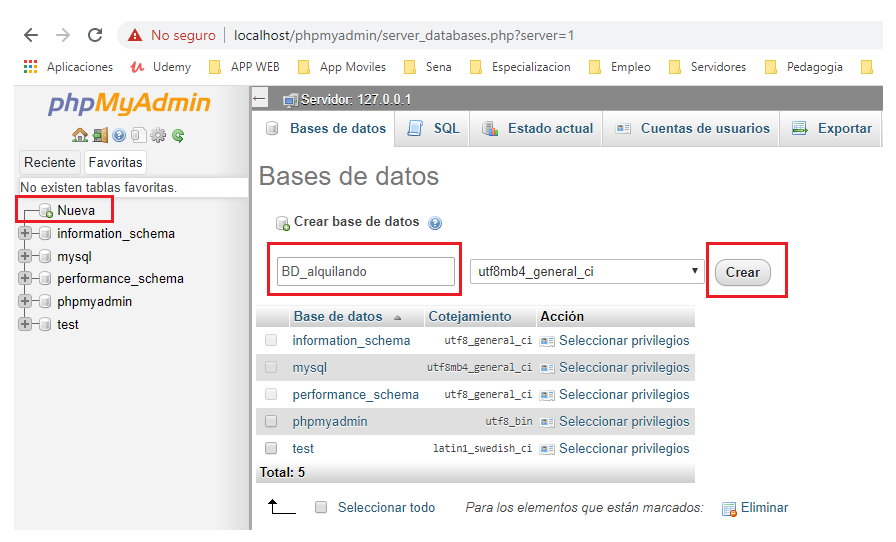 No seguro | localhost/phpmyadmin/server_databases.php?server=1
Aplicaciones Udemy APP WEB App Moviles Sena Especializacion Empleo Servidores Pedagogia
phpMyAdmin
Reciente Favoritas
No existen tablas favoritas.
Nueva
information_schema
mysql
performance_schema
phpmyadmin
test
Servidor: 127.0.0.1
Bases de datos SQL Estado actual Cuentas de usuarios Exportar
Bases de datos
Crear base de datos
BD_alquilando utf8mb4_general_ci Crear
Base de datos Cotejamiento Acción
information_schema utf8_general_ci Seleccionar privilegios
mysql utf8mb4_general_ci Seleccionar privilegios
performance_schema utf8_general_ci Seleccionar privilegios
phpmyadmin utf8_bin Seleccionar privilegios
test latin1_swedish_ci Seleccionar privilegios
Total: 5
Seleccionar todo Para los elementos que están marcados: Eliminar